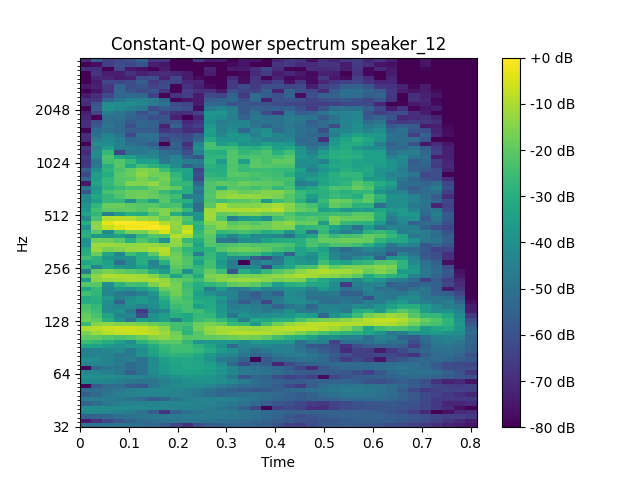 Constant-Q power spectrum speaker_12
Hz
2048
1024
512
256
128
64
32
0 0.1 0.2 0.3 0.4 0.5 0.6 0.7 0.8
Time
+0 dB
-10 dB
-20 dB
-30 dB
-40 dB
-50 dB
-60 dB
-70 dB
-80 dB